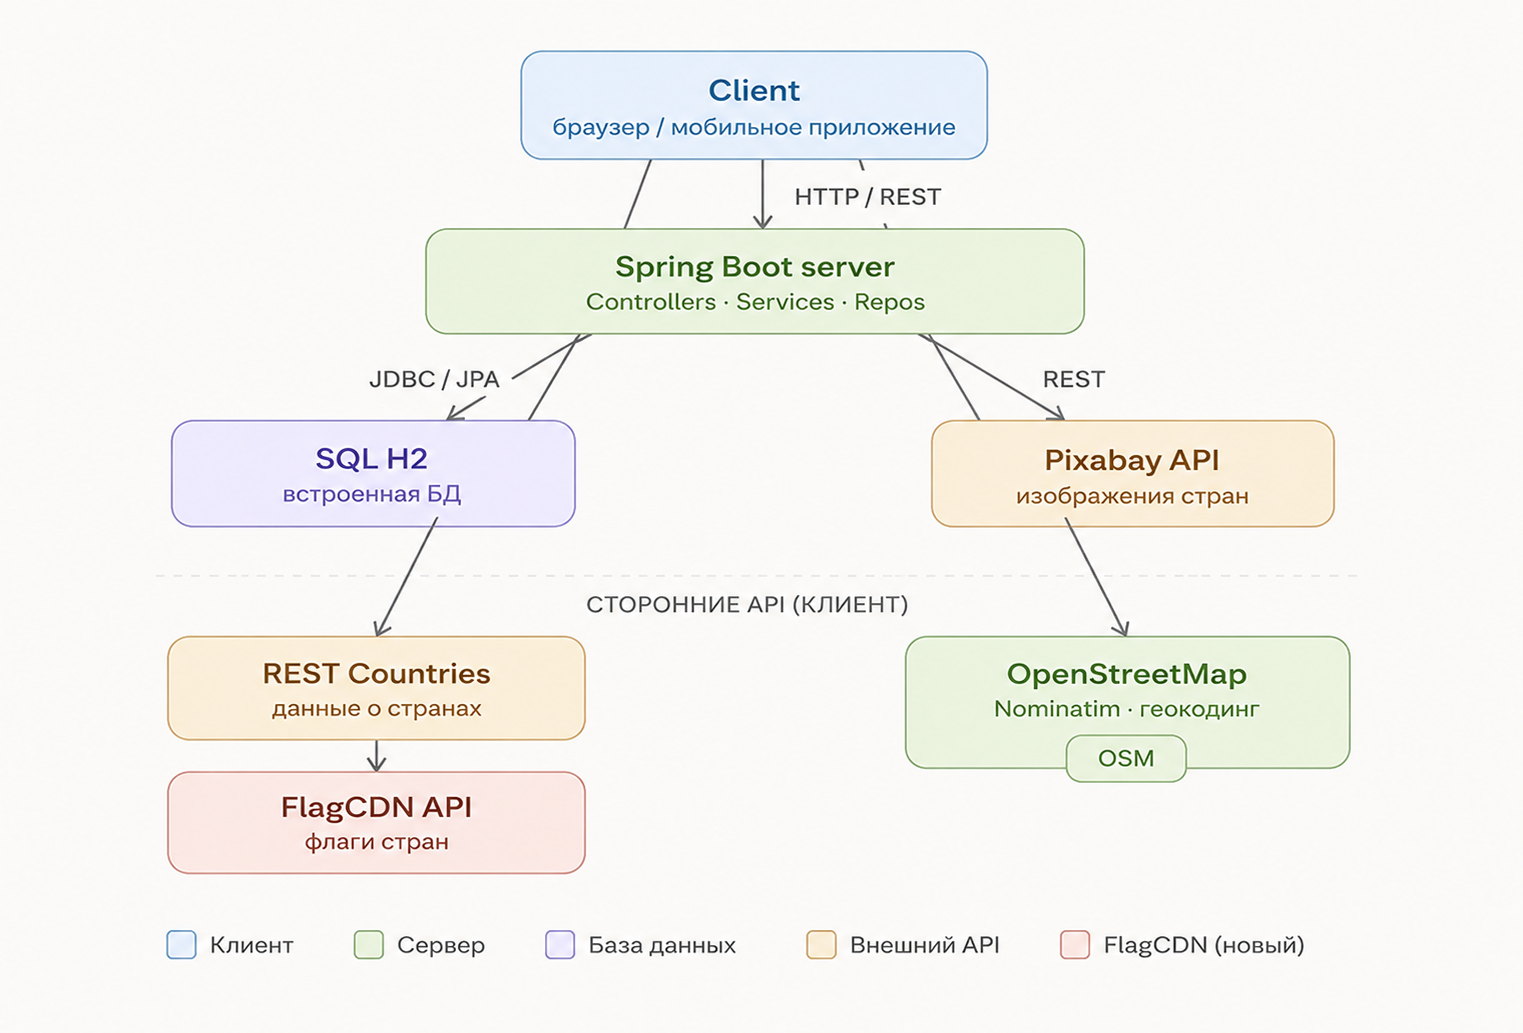 Client
браузер / мобильное приложение
HTTP / REST
Spring Boot server
Controllers · Services · Repos
JDBC / JPA
REST
SQL H2
встроенная БД
Pixabay API
изображения стран
СТОРОННИЕ API (КЛИЕНТ)
REST Countries
данные о странах
OpenStreetMap
Nominatim · геокодинг
OSM
FlagCDN API
флаги стран
Клиент
Сервер
База данных
Внешний API
FlagCDN (новый)